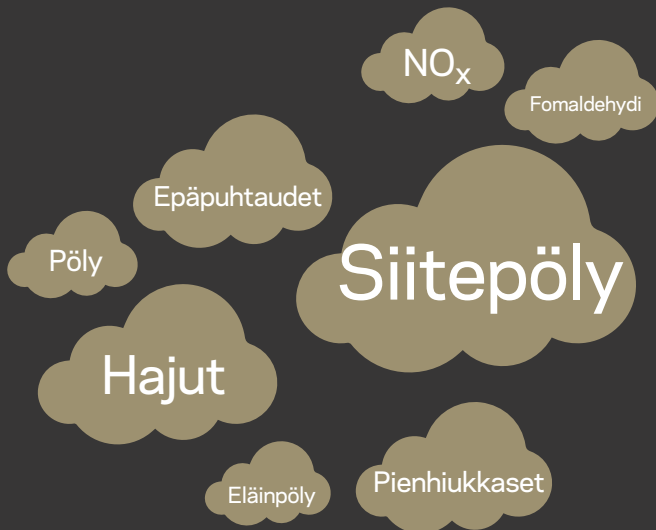 NOx
Fomaldehydi
Epäpuhtaudet
Siitepöly
Pöly
Hajut
Eläinpöly
Pienhiukkaset